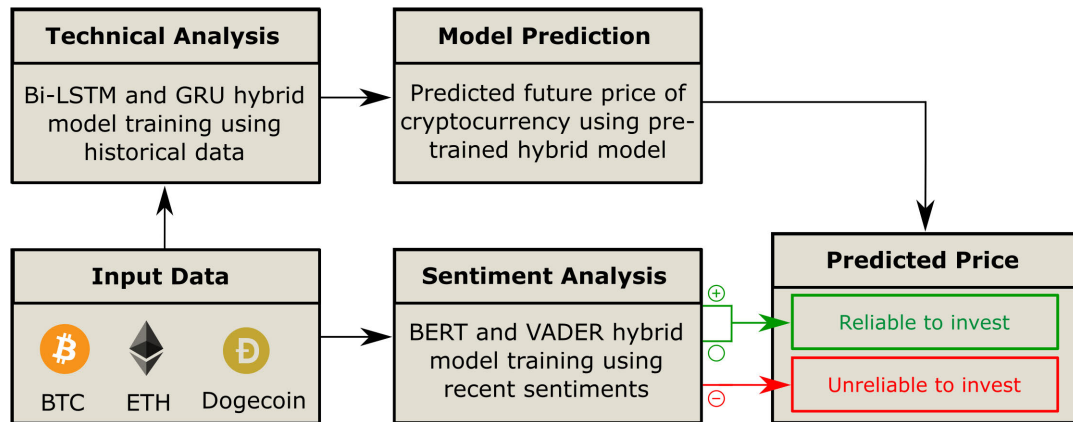 Technical Analysis
Bi-LSTM and GRU hybrid
model training using
historical data
Model Prediction
Predicted future price of
cryptocurrency using pre-
trained hybrid model
Input Data
BTC
ETH
Dogecoin
Sentiment Analysis
BERT and VADER hybrid
model training using
recent sentiments
+
−
Predicted Price
Reliable to invest
Unreliable to invest